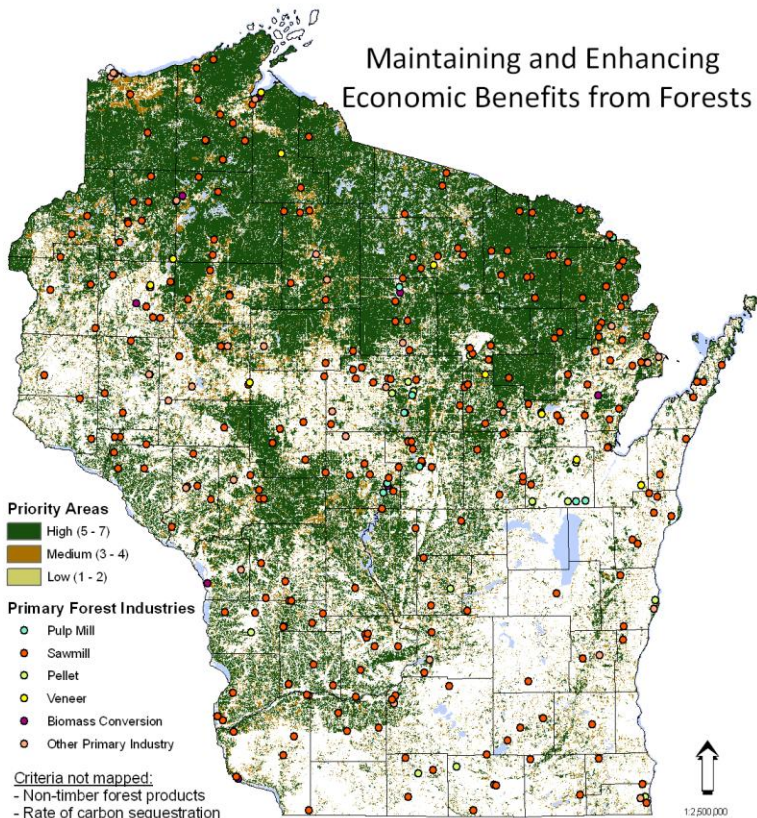 Maintaining and Enhancing
Economic Benefits from Forests
Priority Areas
High (5 - 7)
Medium (3 - 4)
Low (1 - 2)
Primary Forest Industries
Pulp Mill
Sawmill
Pellet
Veneer
Biomass Conversion
Other Primary Industry
Criteria not mapped:
- Non-timber forest products
- Rate of carbon sequestration
1:2,500,000